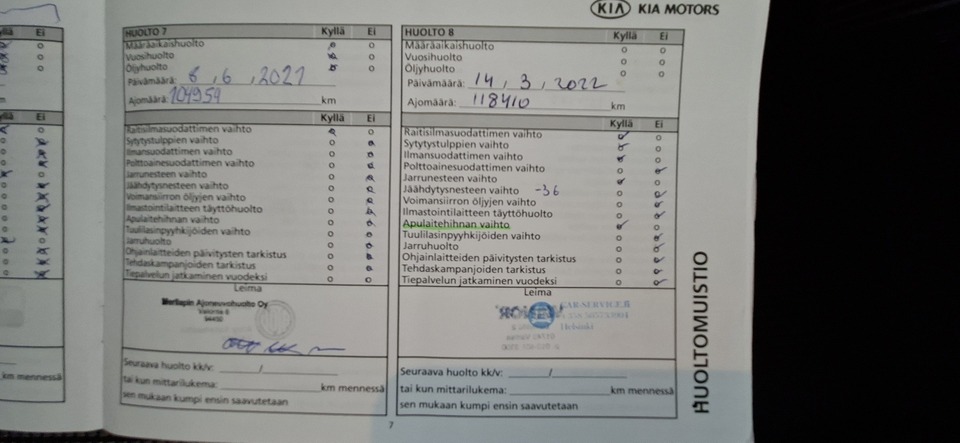 KIA KIA MOTORS
Kyllä Ei
HUOLTO 7 Kyllä Ei
Määräaikaishuolto
Vuosihuolto
Öljyhuolto
Päivämäärä: 8 , 6 , 2021
Ajomäärä: 104954 km
Kyllä Ei
Raitisilmasuodattimen vaihto
Sytytystulppien vaihto
Ilmansuodattimen vaihto
Polttoainesuodattimen vaihto
Jarrunesteen vaihto
Jäähdytysnesteen vaihto
Voimansiirron öljyjen vaihto
Ilmastointilaitteen täyttöhuolto
Apulaitehihnan vaihto
Tuulilasinpyyhkijöiden vaihto
Jarruhuolto
Ohjainlaitteiden päivitysten tarkistus
Tehdaskampanjoiden tarkistus
Tiepalvelun jatkaminen vuodeksi
Leima
Merilapin Ajoneuvohuolto Oy
Seuraava huolto kk/v: /
tai kun mittarilukema: km mennessä
sen mukaan kumpi ensin saavutetaan
7
HUOLTO 8 Kyllä Ei
Määräaikaishuolto
Vuosihuolto
Öljyhuolto
Päivämäärä: 14 , 3 , 2022
Ajomäärä: 118410 km
Kyllä Ei
Raitisilmasuodattimen vaihto
Sytytystulppien vaihto
Ilmansuodattimen vaihto
Polttoainesuodattimen vaihto
Jarrunesteen vaihto
Jäähdytysnesteen vaihto -36
Voimansiirron öljyjen vaihto
Ilmastointilaitteen täyttöhuolto
Apulaitehihnan vaihto
Tuulilasinpyyhkijöiden vaihto
Jarruhuolto
Ohjainlaitteiden päivitysten tarkistus
Tehdaskampanjoiden tarkistus
Tiepalvelun jatkaminen vuodeksi
Leima
Helsinki
Seuraava huolto kk/v: /
tai kun mittarilukema: km mennessä
sen mukaan kumpi ensin saavutetaan
HUOLTOMUISTIO
km mennessä